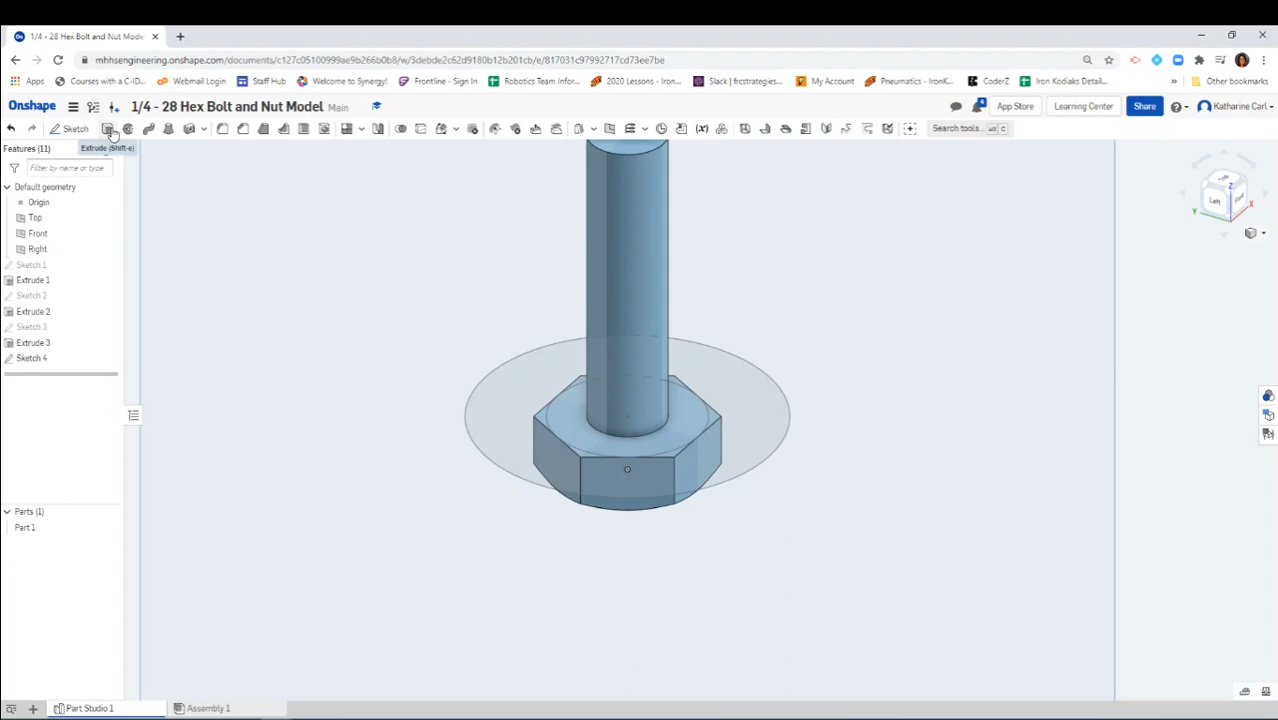 1/4 - 28 Hex Bolt and Nut Model
mhhsengineering.onshape.com/documents/c127d05100999ae9b266b0b8/w/3debde2c62d9180b12b201cb/e/817031c97992717cd73ee7be
Apps
Courses with a C-ID...
Webmail Login
Staff Hub
Welcome to Synergy!
Frontline - Sign In
Robotics Team Infor...
2020 Lessons - Iron...
Slack | frcstrategies...
My Account
Pneumatics - IronK...
CoderZ
Iron Kodiaks Detail...
»
Other bookmarks
Onshape
1/4 - 28 Hex Bolt and Nut Model Main
4
App Store
Learning Center
Share
Katharine Carl
Sketch
(x)
Search tools...
alt C
Features (11)
Extrude (Shift-e)
Filter by name or type
Default geometry
Origin
Top
Front
Right
Sketch 1
Extrude 1
Sketch 2
Extrude 2
Sketch 3
Extrude 3
Sketch 4
Z
Left
Y
X
Parts (1)
Part 1
Part Studio 1
Assembly 1